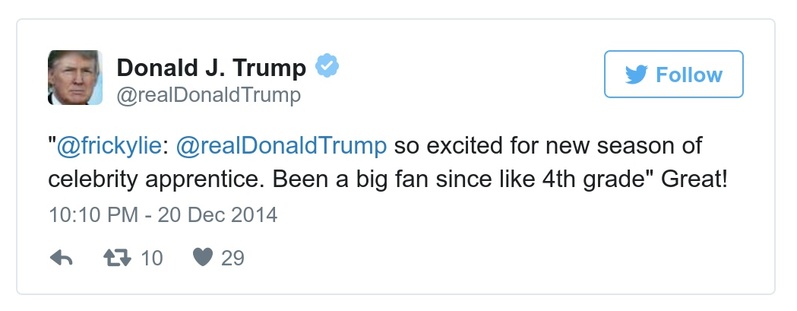 Donald J. Trump
@realDonaldTrump
Follow
"@frickylie: @realDonaldTrump so excited for new season of
celebrity apprentice. Been a big fan since like 4th grade" Great!
10:10 PM - 20 Dec 2014
10 29